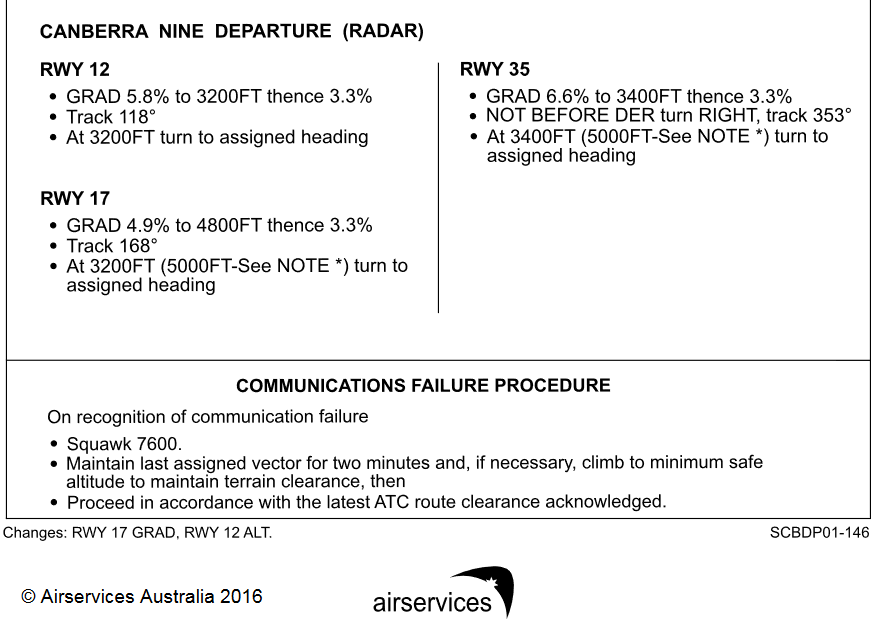 CANBERRA NINE DEPARTURE (RADAR)
RWY 12
• GRAD 5.8% to 3200FT thence 3.3%
• Track 118°
• At 3200FT turn to assigned heading
RWY 17
• GRAD 4.9% to 4800FT thence 3.3%
• Track 168°
• At 3200FT (5000FT-See NOTE *) turn to
assigned heading
RWY 35
• GRAD 6.6% to 3400FT thence 3.3%
• NOT BEFORE DER turn RIGHT, track 353°
• At 3400FT (5000FT-See NOTE *) turn to
assigned heading
COMMUNICATIONS FAILURE PROCEDURE
On recognition of communication failure
• Squawk 7600.
• Maintain last assigned vector for two minutes and, if necessary, climb to minimum safe
altitude to maintain terrain clearance, then
• Proceed in accordance with the latest ATC route clearance acknowledged.
Changes: RWY 17 GRAD, RWY 12 ALT.
SCBDP01-146
© Airservices Australia 2016
airservices